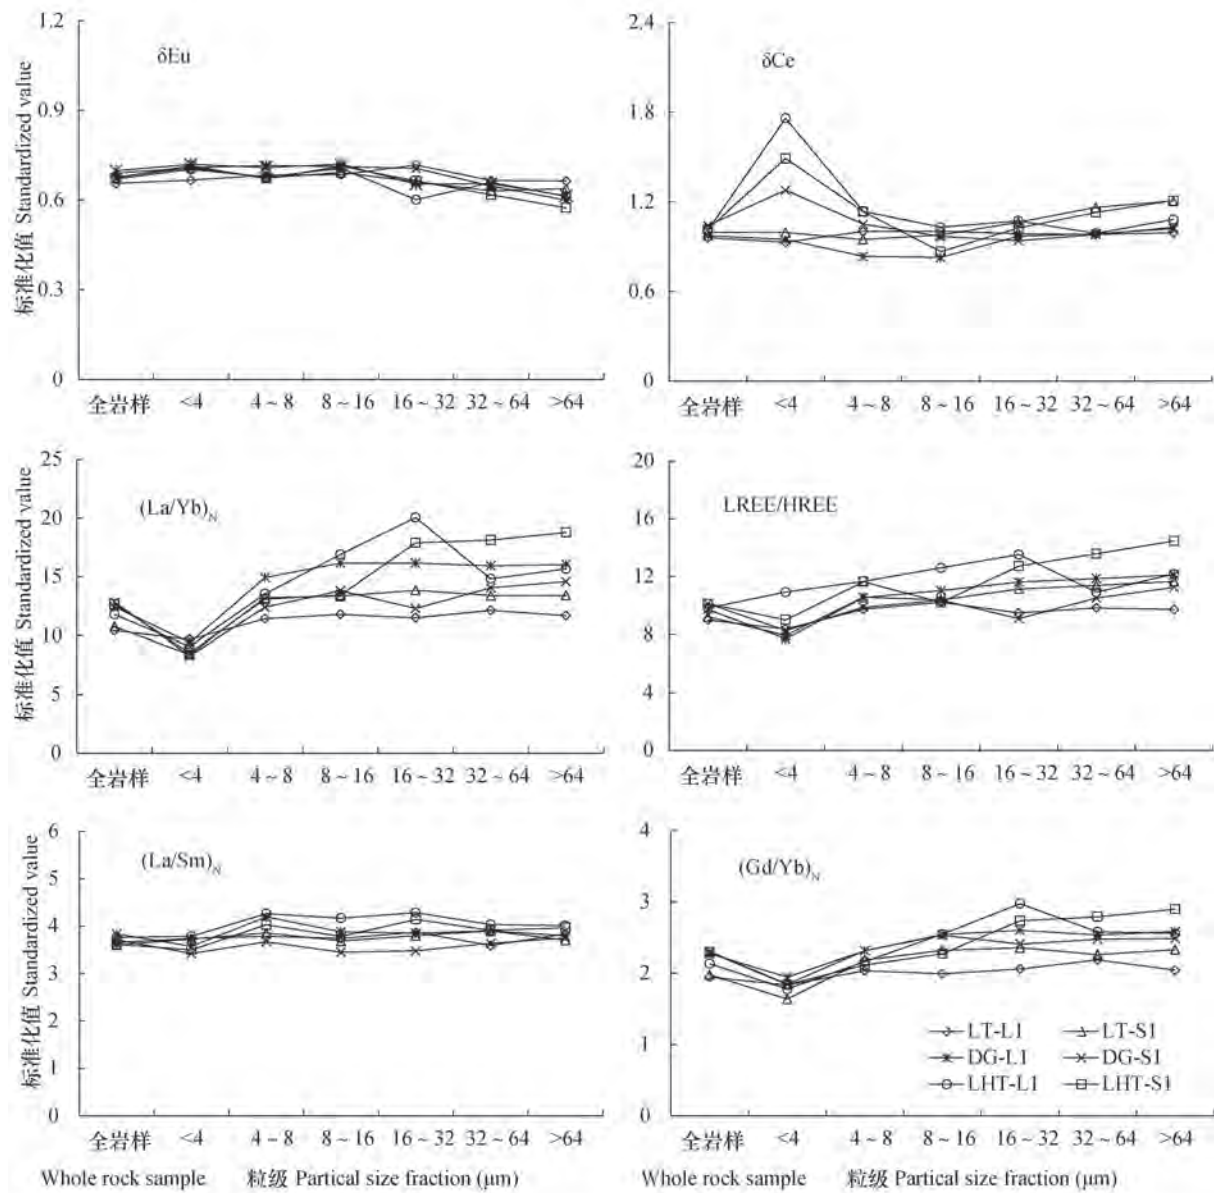 1.2
0.9
0.6
0.3
0
标准化值 Standardized value
δEu
全岩样 <4 4~8 8~16 16~32 32~64 >64
2.4
1.8
1.2
0.6
0
δCe
全岩样 <4 4~8 8~16 16~32 32~64 >64
25
20
15
10
5
0
标准化值 Standardized value
(La/Yb)N
全岩样 <4 4~8 8~16 16~32 32~64 >64
20
16
12
8
4
0
LREE/HREE
全岩样 <4 4~8 8~16 16~32 32~64 >64
6
5
4
3
2
1
0
标准化值 Standardized value
(La/Sm)N
全岩样 <4 4~8 8~16 16~32 32~64 >64
Whole rock sample 粒级 Partical size fraction (μm)
4
3
2
1
0
(Gd/Yb)N
LT-L1 LT-S1
DG-L1 DG-S1
LHT-L1 LHT-S1
全岩样 <4 4~8 8~16 16~32 32~64 >64
Whole rock sample 粒级 Partical size fraction (μm)